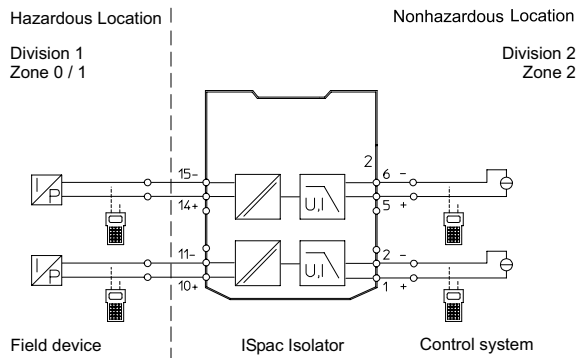 Hazardous Location
Nonhazardous Location
Division 1
Zone 0 / 1
Division 2
Zone 2
2
I
P
15-
14+
U,I
6 -
5 +
I
P
11-
10+
U,I
2 -
1 +
Field device
ISpac Isolator
Control system